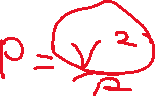 P = V²/R